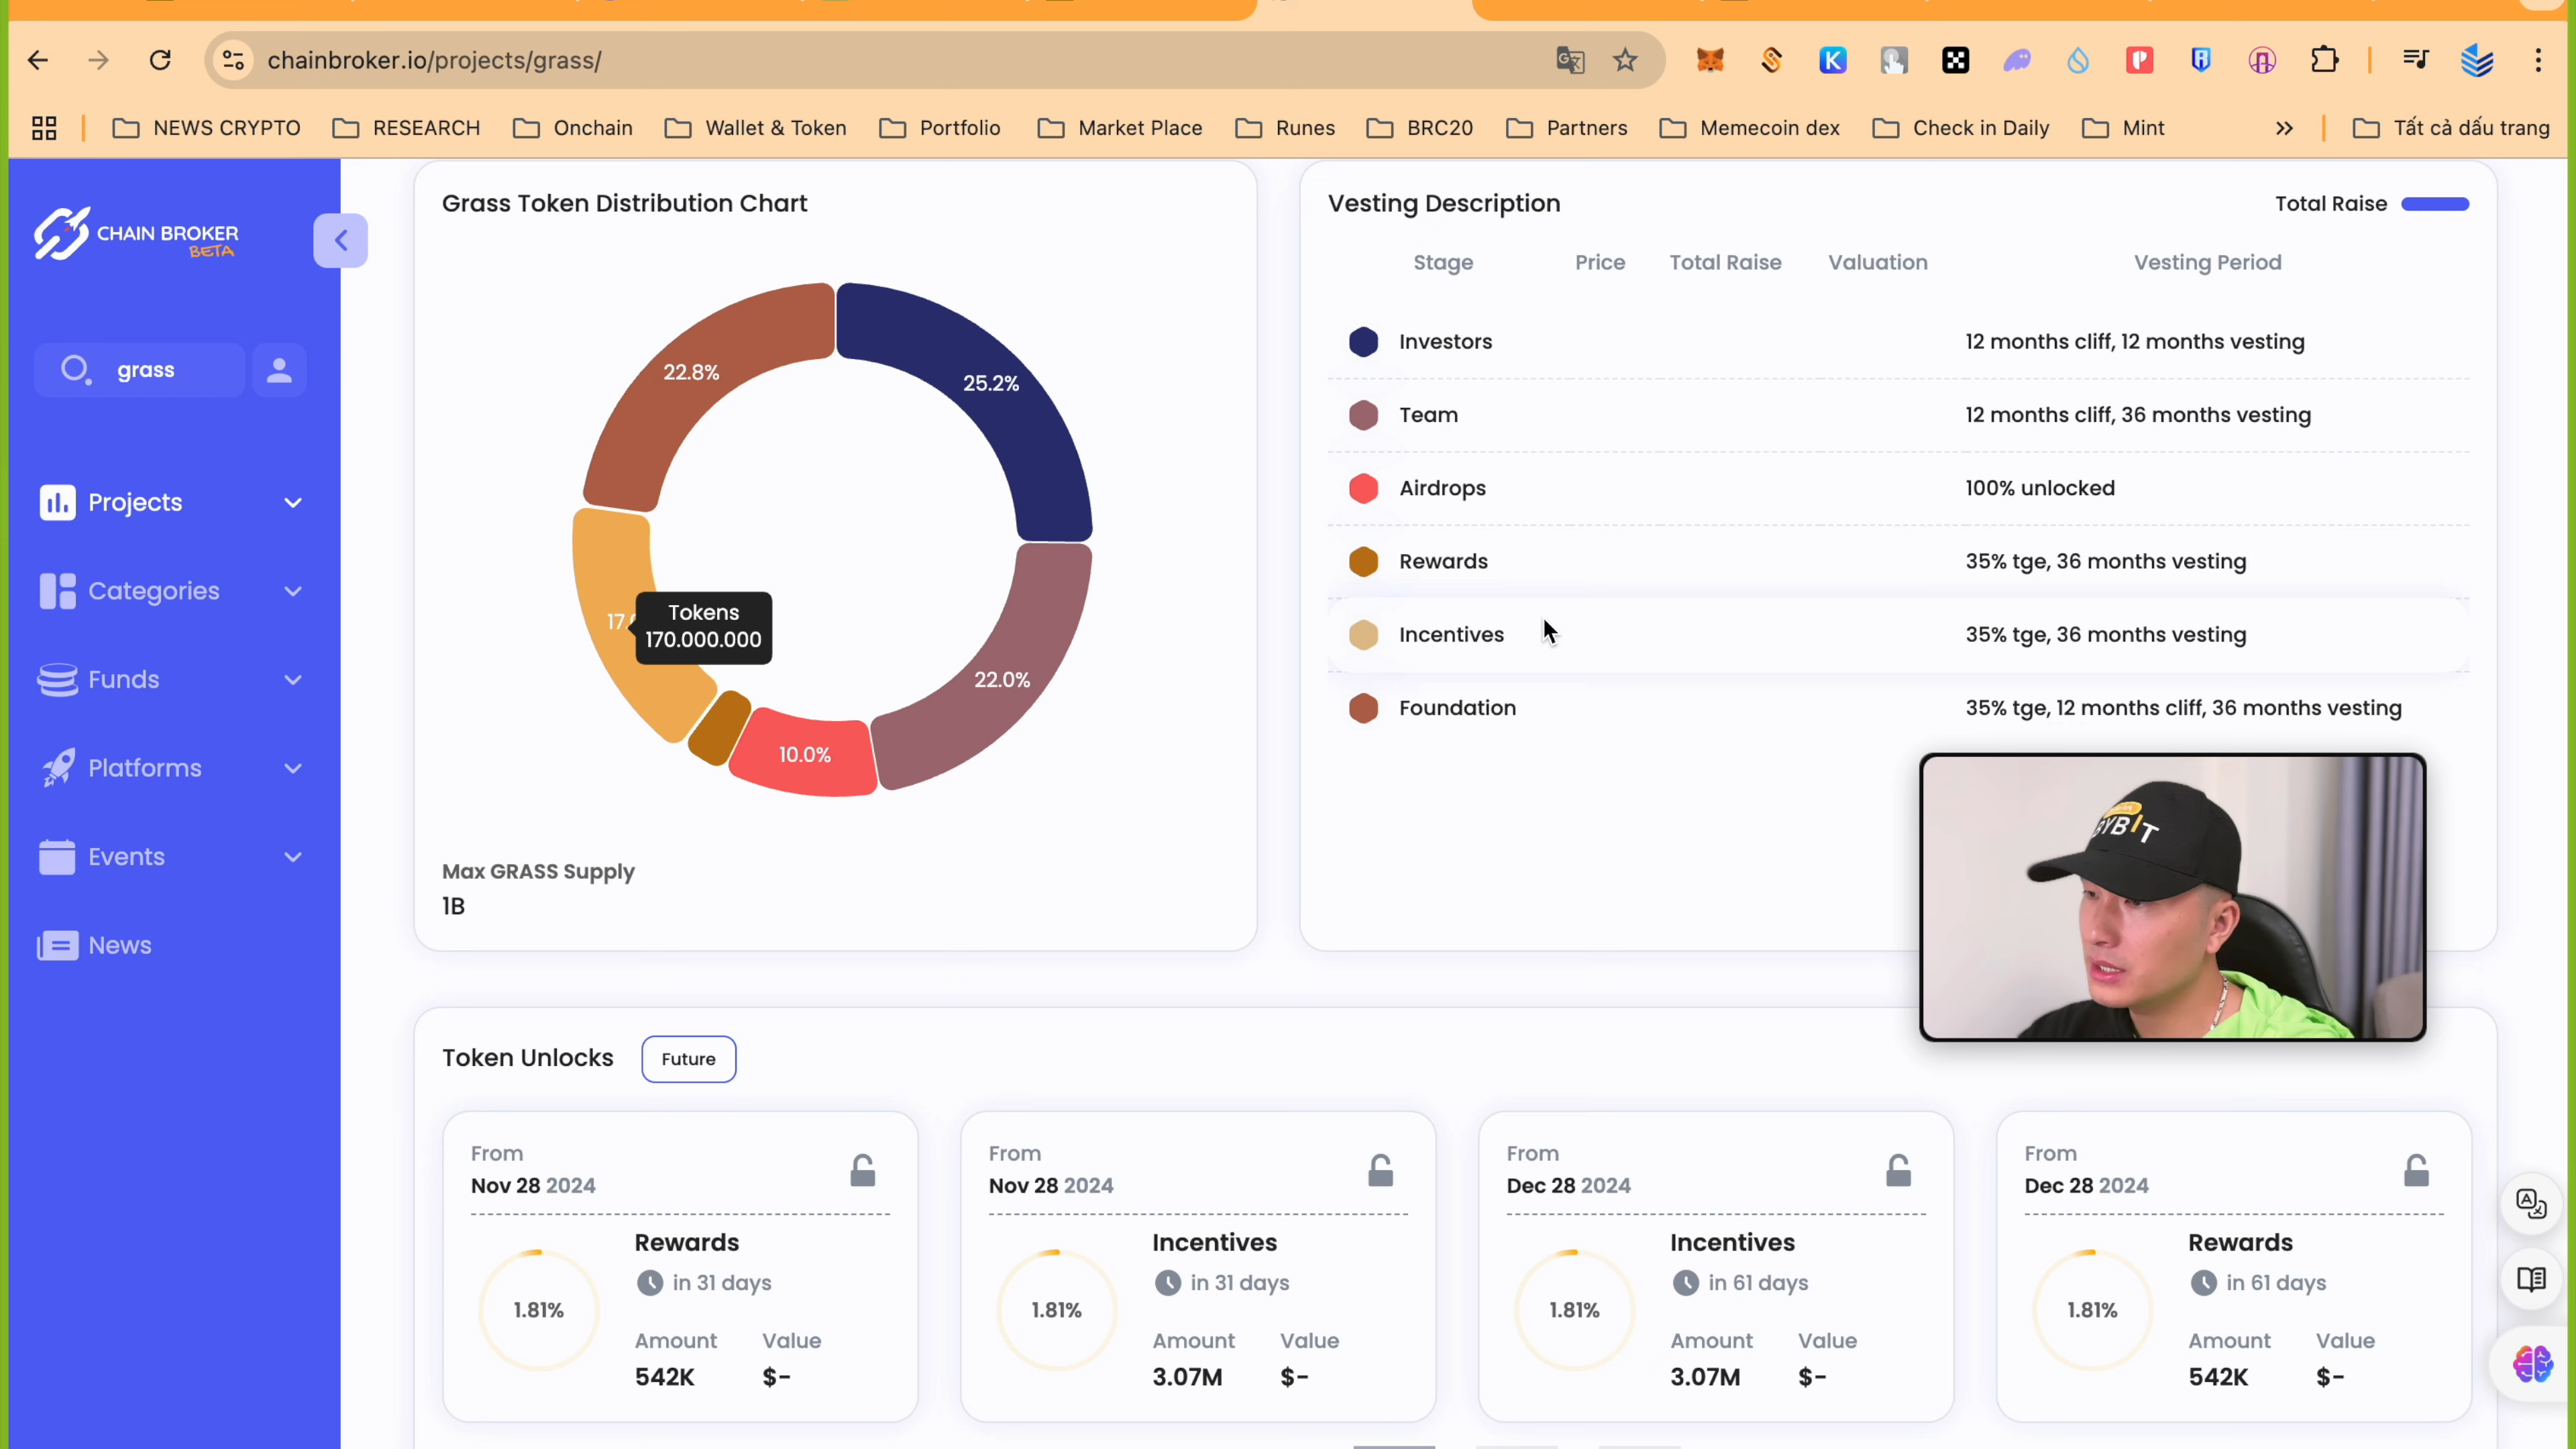 chainbroker.io/projects/grass/
NEWS CRYPTO
RESEARCH
Onchain
Wallet & Token
Portfolio
Market Place
Runes
BRC20
Partners
Memecoin dex
Check in Daily
Mint
Tất cả dấu trang
CHAIN BROKER
BETA
grass
Projects
Categories
Funds
Platforms
Events
News
Grass Token Distribution Chart
22.8%
25.2%
17.
Tokens
170.000.000
22.0%
10.0%
Max GRASS Supply
1B
Vesting Description
Total Raise
Stage Price Total Raise Valuation Vesting Period
Investors 12 months cliff, 12 months vesting
Team 12 months cliff, 36 months vesting
Airdrops 100% unlocked
Rewards 35% tge, 36 months vesting
Incentives 35% tge, 36 months vesting
Foundation 35% tge, 12 months cliff, 36 months vesting
BYBIT
Token Unlocks
Future
From
Nov 28 2024
1.81%
Rewards
in 31 days
Amount Value
542K $-
From
Nov 28 2024
1.81%
Incentives
in 31 days
Amount Value
3.07M $-
From
Dec 28 2024
1.81%
Incentives
in 61 days
Amount Value
3.07M $-
From
Dec 28 2024
1.81%
Rewards
in 61 days
Amount Value
542K $-